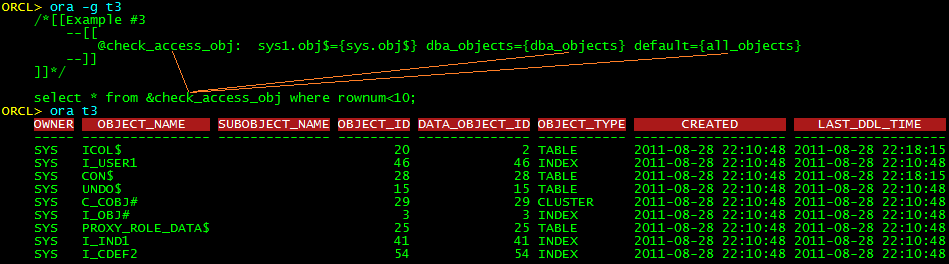 ORCL> ora -g t3
/*[[Example #3
--[[
@check_access_obj: sys1.obj$={sys.obj$} dba_objects={dba_objects} default={all_objects}
--]]
]]*/
select * from &check_access_obj where rownum<10;
ORCL> ora t3
OWNER OBJECT_NAME SUBOBJECT_NAME OBJECT_ID DATA_OBJECT_ID OBJECT_TYPE CREATED LAST_DDL_TIME
SYS ICOL$ 20 2 TABLE 2011-08-28 22:10:48 2011-08-28 22:18:15
SYS I_USER1 46 46 INDEX 2011-08-28 22:10:48 2011-08-28 22:10:48
SYS CON$ 28 28 TABLE 2011-08-28 22:10:48 2011-08-28 22:18:15
SYS UNDO$ 15 15 TABLE 2011-08-28 22:10:48 2011-08-28 22:10:48
SYS C_COBJ# 29 29 CLUSTER 2011-08-28 22:10:48 2011-08-28 22:10:48
SYS I_OBJ# 3 3 INDEX 2011-08-28 22:10:48 2011-08-28 22:10:48
SYS PROXY_ROLE_DATA$ 25 25 TABLE 2011-08-28 22:10:48 2011-08-28 22:10:48
SYS I_IND1 41 41 INDEX 2011-08-28 22:10:48 2011-08-28 22:10:48
SYS I_CDEF2 54 54 INDEX 2011-08-28 22:10:48 2011-08-28 22:10:48